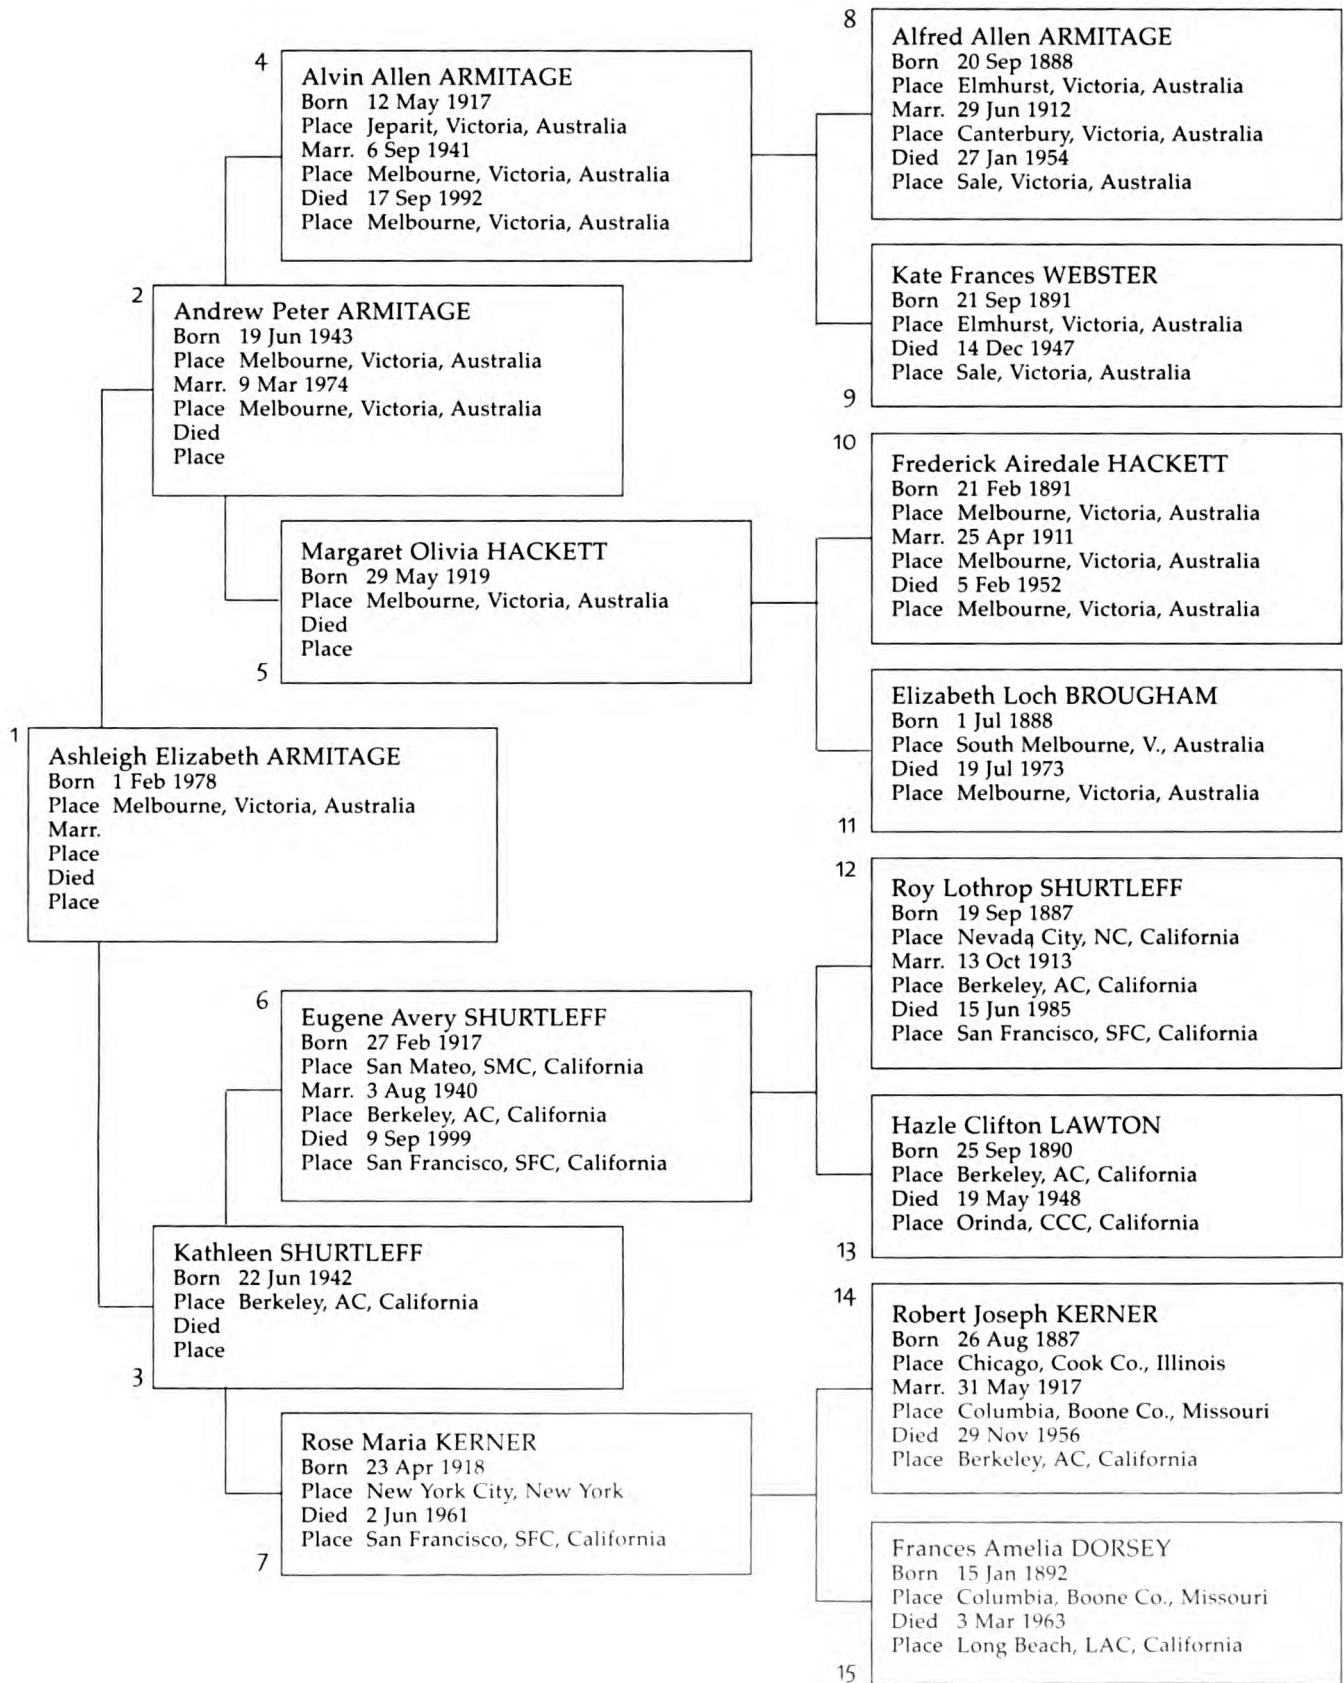 8
Alfred Allen ARMITAGE
Born 20 Sep 1888
Place Elmhurst, Victoria, Australia
Marr. 29 Jun 1912
Place Canterbury, Victoria, Australia
Died 27 Jan 1954
Place Sale, Victoria, Australia
4
Alvin Allen ARMITAGE
Born 12 May 1917
Place Jeparit, Victoria, Australia
Marr. 6 Sep 1941
Place Melbourne, Victoria, Australia
Died 17 Sep 1992
Place Melbourne, Victoria, Australia
Kate Frances WEBSTER
Born 21 Sep 1891
Place Elmhurst, Victoria, Australia
Died 14 Dec 1947
Place Sale, Victoria, Australia
9
2
Andrew Peter ARMITAGE
Born 19 Jun 1943
Place Melbourne, Victoria, Australia
Marr. 9 Mar 1974
Place Melbourne, Victoria, Australia
Died
Place
10
Frederick Airedale HACKETT
Born 21 Feb 1891
Place Melbourne, Victoria, Australia
Marr. 25 Apr 1911
Place Melbourne, Victoria, Australia
Died 5 Feb 1952
Place Melbourne, Victoria, Australia
Margaret Olivia HACKETT
Born 29 May 1919
Place Melbourne, Victoria, Australia
Died
Place
5
Elizabeth Loch BROUGHAM
Born 1 Jul 1888
Place South Melbourne, V., Australia
Died 19 Jul 1973
Place Melbourne, Victoria, Australia
11
1
Ashleigh Elizabeth ARMITAGE
Born 1 Feb 1978
Place Melbourne, Victoria, Australia
Marr.
Place
Died
Place
12
Roy Lothrop SHURTLEFF
Born 19 Sep 1887
Place Nevada City, NC, California
Marr. 13 Oct 1913
Place Berkeley, AC, California
Died 15 Jun 1985
Place San Francisco, SFC, California
6
Eugene Avery SHURTLEFF
Born 27 Feb 1917
Place San Mateo, SMC, California
Marr. 3 Aug 1940
Place Berkeley, AC, California
Died 9 Sep 1999
Place San Francisco, SFC, California
Hazle Clifton LAWTON
Born 25 Sep 1890
Place Berkeley, AC, California
Died 19 May 1948
Place Orinda, CCC, California
13
Kathleen SHURTLEFF
Born 22 Jun 1942
Place Berkeley, AC, California
Died
Place
3
14
Robert Joseph KERNER
Born 26 Aug 1887
Place Chicago, Cook Co., Illinois
Marr. 31 May 1917
Place Columbia, Boone Co., Missouri
Died 29 Nov 1956
Place Berkeley, AC, California
Rose Maria KERNER
Born 23 Apr 1918
Place New York City, New York
Died 2 Jun 1961
Place San Francisco, SFC, California
7
Frances Amelia DORSEY
Born 15 Jan 1892
Place Columbia, Boone Co., Missouri
Died 3 Mar 1963
Place Long Beach, LAC, California
15